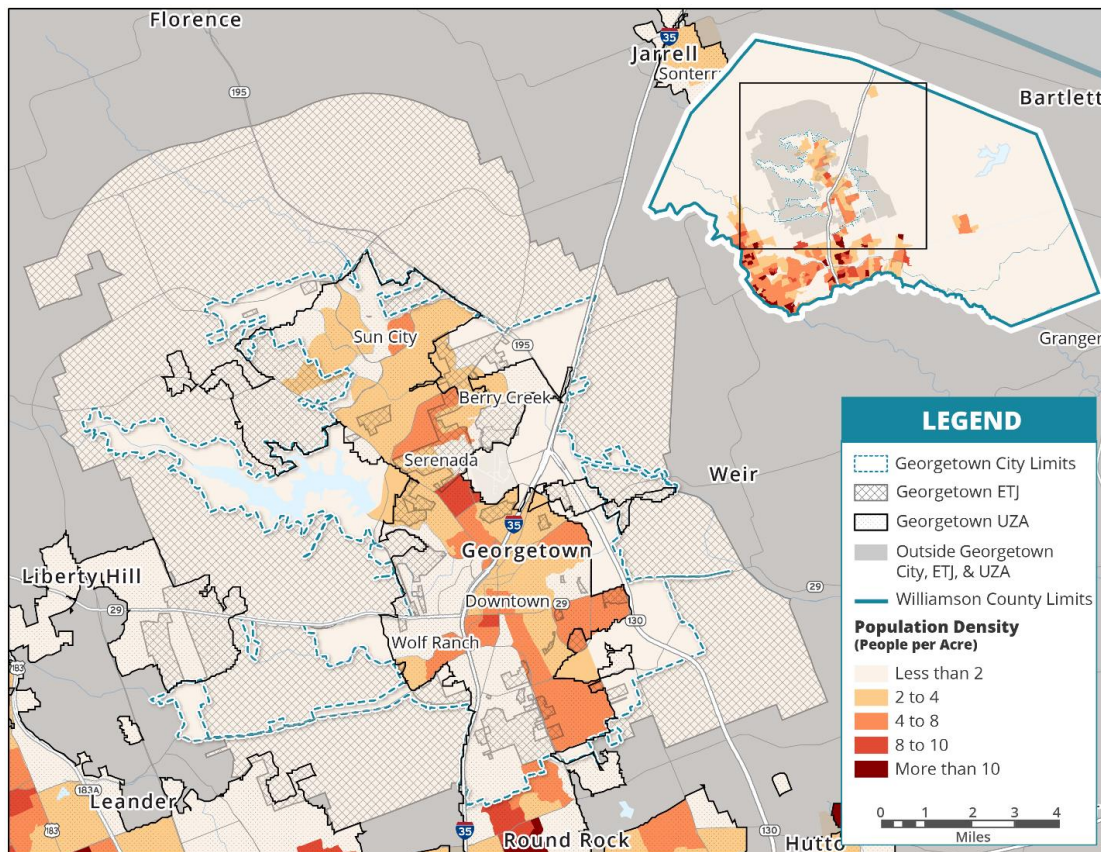 Florence
195
35
Jarrell
Sonterr
Bartlett
Granger
Sun City
195
Berry Creek
Serenada
Weir
35
Georgetown
Liberty Hill
29
29
Downtown
29
130
Wolf Ranch
183
183A
Leander
183
35
Round Rock
130
Hutto
LEGEND
Georgetown City Limits
Georgetown ETJ
Georgetown UZA
Outside Georgetown
City, ETJ, & UZA
Williamson County Limits
Population Density
(People per Acre)
Less than 2
2 to 4
4 to 8
8 to 10
More than 10
0 1 2 3 4
Miles